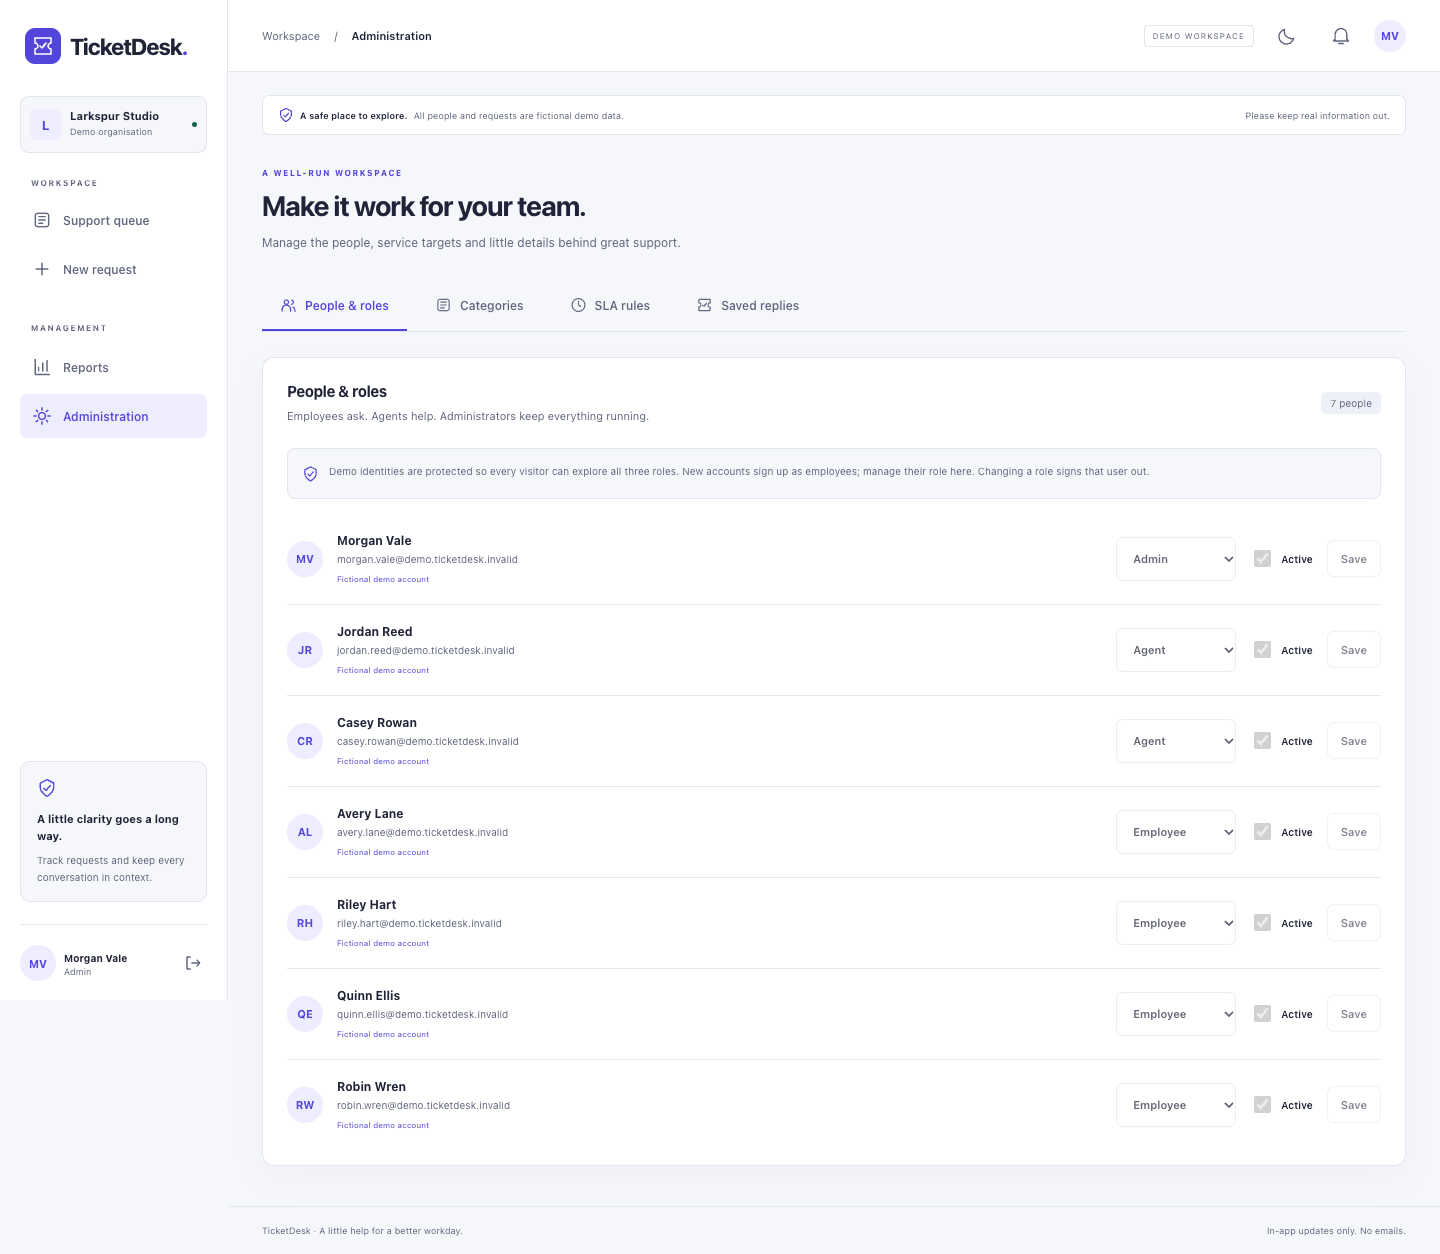 TicketDesk.
L
Larkspur Studio
Demo organisation
WORKSPACE
Support queue
New request
MANAGEMENT
Reports
Administration
A little clarity goes a long
way.
Track requests and keep every
conversation in context.
MV
Morgan Vale
Admin
Workspace / Administration
DEMO WORKSPACE
MV
A safe place to explore. All people and requests are fictional demo data.
Please keep real information out.
A WELL-RUN WORKSPACE
Make it work for your team.
Manage the people, service targets and little details behind great support.
People & roles
Categories
SLA rules
Saved replies
People & roles
Employees ask. Agents help. Administrators keep everything running.
7 people
Demo identities are protected so every visitor can explore all three roles. New accounts sign up as employees; manage their role here. Changing a role signs that user out.
MV
Morgan Vale
morgan.vale@demo.ticketdesk.invalid
Fictional demo account
Admin
Active
Save
JR
Jordan Reed
jordan.reed@demo.ticketdesk.invalid
Fictional demo account
Agent
Active
Save
CR
Casey Rowan
casey.rowan@demo.ticketdesk.invalid
Fictional demo account
Agent
Active
Save
AL
Avery Lane
avery.lane@demo.ticketdesk.invalid
Fictional demo account
Employee
Active
Save
RH
Riley Hart
riley.hart@demo.ticketdesk.invalid
Fictional demo account
Employee
Active
Save
QE
Quinn Ellis
quinn.ellis@demo.ticketdesk.invalid
Fictional demo account
Employee
Active
Save
RW
Robin Wren
robin.wren@demo.ticketdesk.invalid
Fictional demo account
Employee
Active
Save
TicketDesk · A little help for a better workday.
In-app updates only. No emails.